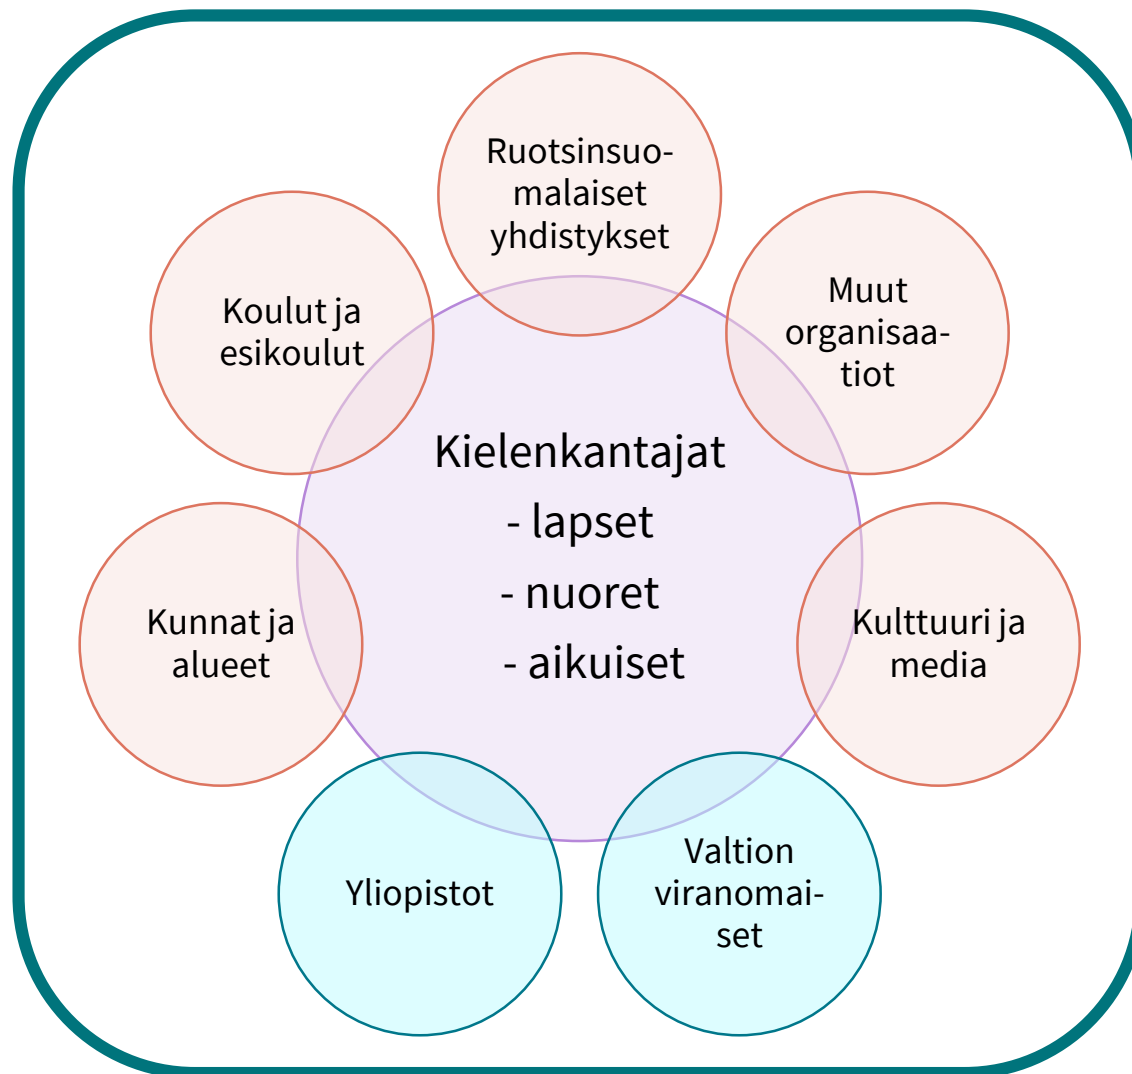 Ruotsinsuo-
malaiset
yhdistykset
Muut
organisaa-
tiot
Koulut ja
esikoulut
Kielenkantajat
- lapset
- nuoret
- aikuiset
Kunnat ja
alueet
Kulttuuri ja
media
Yliopistot
Valtion
viranomai-
set